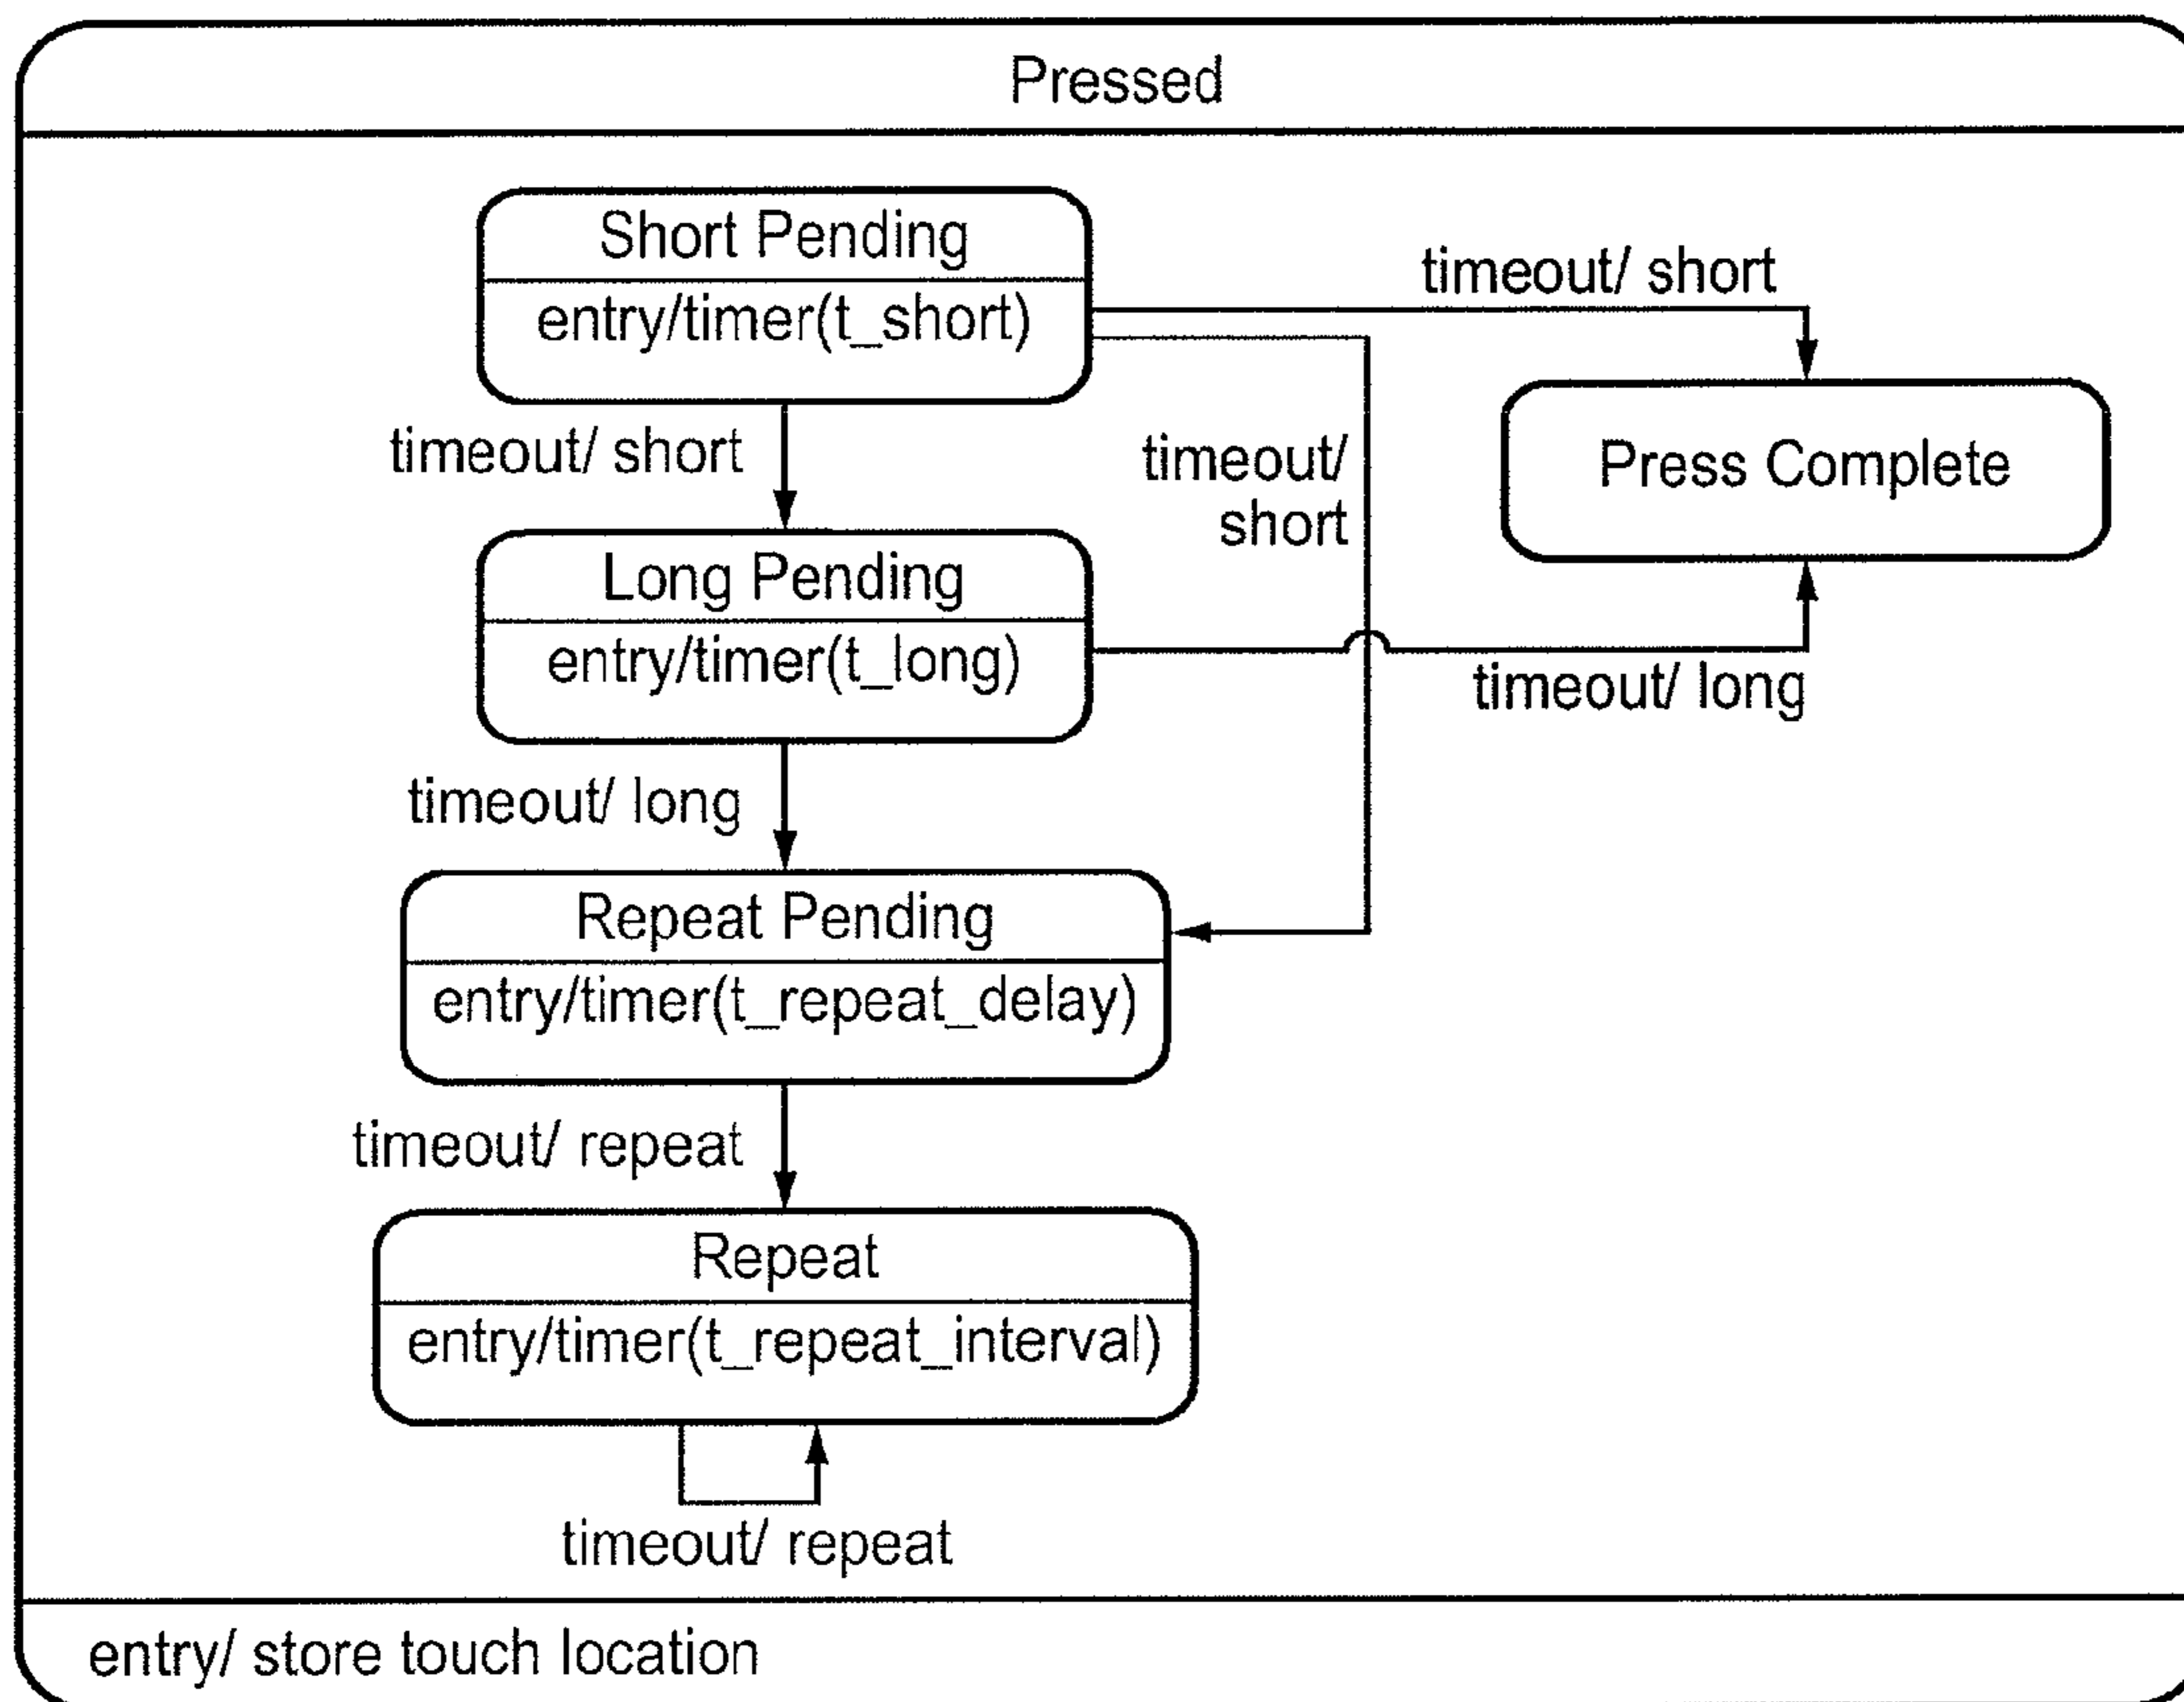 Pressed
Short Pending
entry/timer(t_short)
timeout/ short
timeout/ short
timeout/
short
Press Complete
Long Pending
entry/timer(t_long)
timeout/ long
timeout/ long
Repeat Pending
entry/timer(t_repeat_delay)
timeout/ repeat
Repeat
entry/timer(t_repeat_interval)
timeout/ repeat
entry/ store touch location